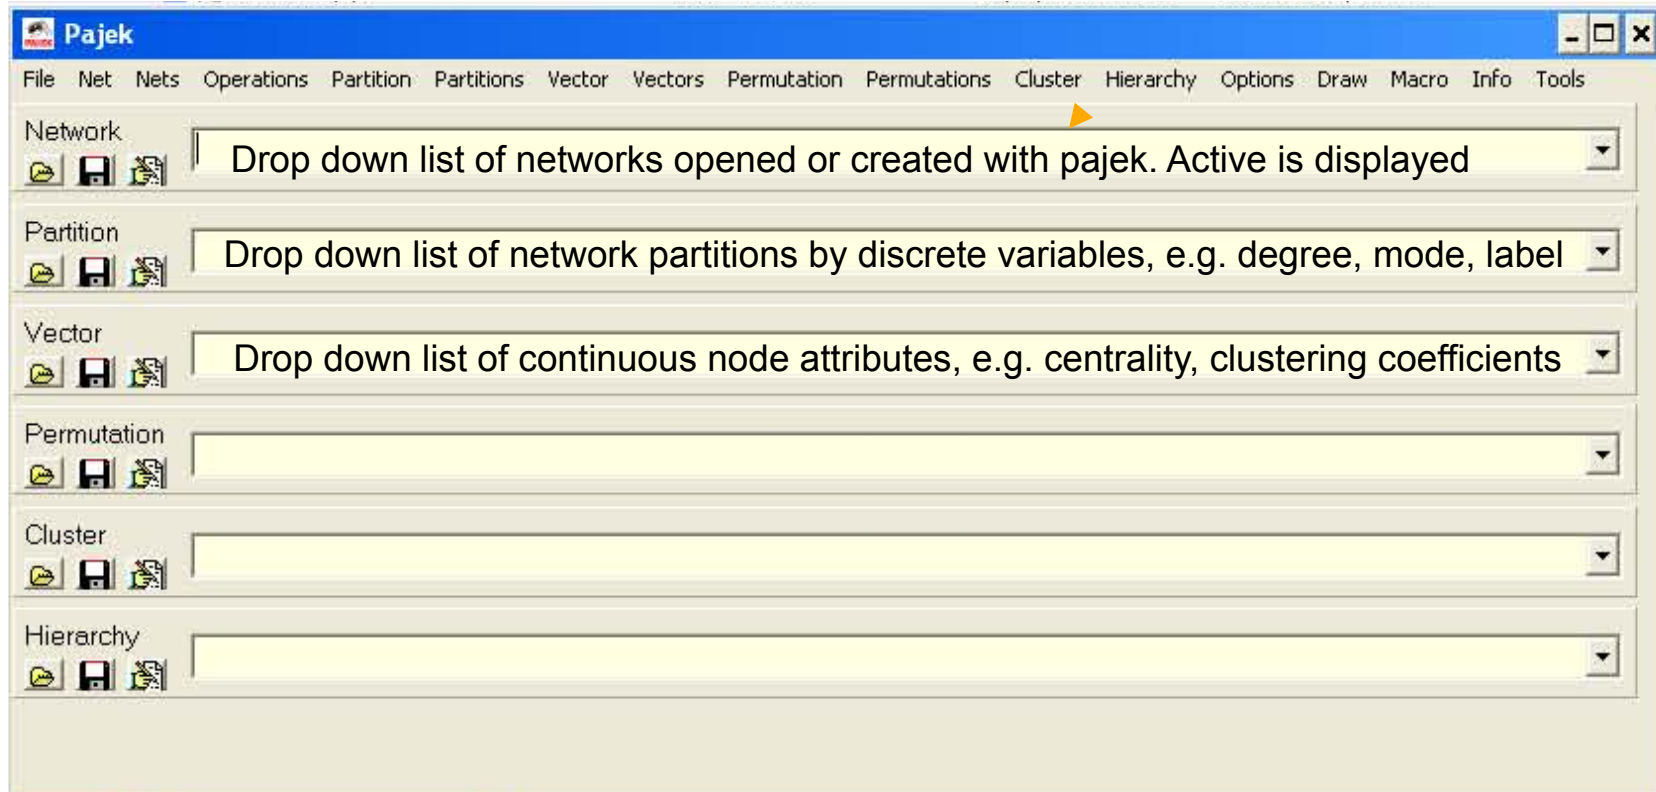 Pajek
File Net Nets Operations Partition Partitions Vector Vectors Permutation Permutations Cluster Hierarchy Options Draw Macro Info Tools
Network
Drop down list of networks opened or created with pajek. Active is displayed
Partition
Drop down list of network partitions by discrete variables, e.g. degree, mode, label
Vector
Drop down list of continuous node attributes, e.g. centrality, clustering coefficients
Permutation
Cluster
Hierarchy